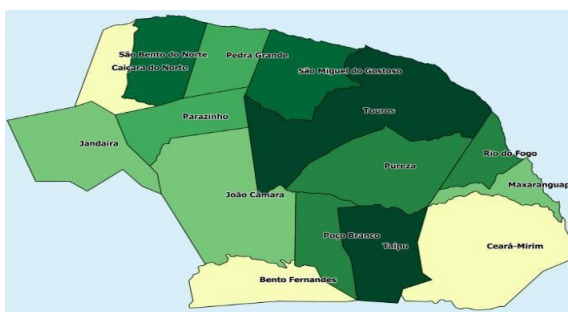 São Bento do Norte
Pedra Grande
Caiçara do Norte
São Miguel do Gostoso
Touros
Parazinho
Jandaíra
Rio do Fogo
Pureza
Maxaranguap
João Câmara
Poço Branco
Taipu
Ceará-Mirim
Bento Fernandes